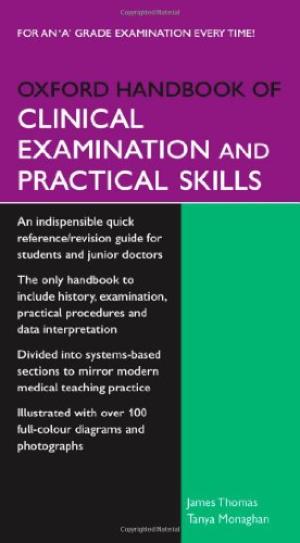 FOR AN 'A' GRADE EXAMINATION EVERY TIME!
OXFORD HANDBOOK OF
CLINICAL
EXAMINATION AND
PRACTICAL SKILLS
An indispensible quick
reference/revision guide for
students and junior doctors
The only handbook to
include history, examination,
practical procedures and
data interpretation
Divided into systems-based
sections to mirror modern
medical teaching practice
Illustrated with over 100
full-colour diagrams and
photographs
James Thomas
Tanya Monaghan
Copyrighted Material